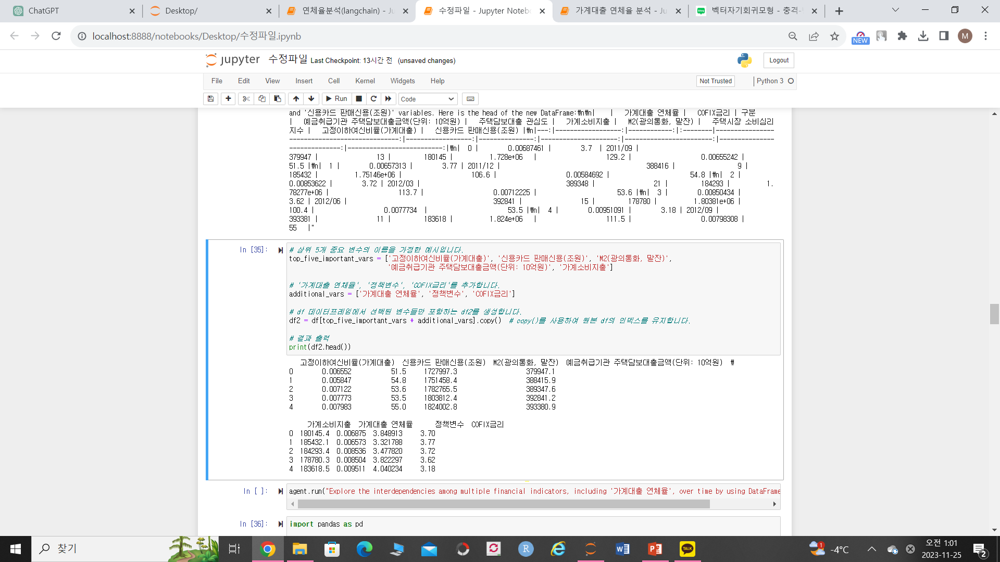 ChatGPT
Desktop/
연체율분석(langchain) - Ju
수정파일 - Jupyter Notebo
가계대출 연체율 분석 - Ju
벡터자기회귀모형 - 충격-
localhost:8888/notebooks/Desktop/수정파일.ipynb
NEW
M
jupyter 수정파일 Last Checkpoint: 13시간 전 (unsaved changes)
Logout
File Edit View Insert Cell Kernel Widgets Help
Not Trusted
Python 3
Run
Code
and '신용카드 판매신용(조원)' variables. Here is the head of the new DataFrame:₩n₩n| | 가계대출 연체율 | COFIX금리 | 구분
| 예금취급기관 주택담보대출금액(단위: 10억원) | 주택담보대출 관심도 | 가계소비지출 | M2(광의통화, 말잔) | 주택시장 소비심리
지수 | 고정이하여신비율(가계대출) | 신용카드 판매신용(조원) |₩n|---:|------------------:|------------:|:--------|----------------
------------------------------:|------------------:|---------------:|---------------------:|------------------------:|---------------
--------------:|--------------------------:|₩n| 0 | 0.00687461 | 3.7 | 2011/09 |
379947 | 13 | 180145 | 1.728e+06 | 129.2 | 0.00655242 |
51.5 |₩n| 1 | 0.00657313 | 3.77 | 2011/12 | 388416 | 9 |
185432 | 1.75146e+06 | 106.6 | 0.00584692 | 54.8 |₩n| 2 |
0.00853622 | 3.72 | 2012/03 | 389348 | 21 | 184293 | 1.
78277e+06 | 113.7 | 0.00712225 | 53.6 |₩n| 3 | 0.00850434 |
3.62 | 2012/06 | 392841 | 15 | 178780 | 1.80381e+06 |
100.4 | 0.0077734 | 53.5 |₩n| 4 | 0.00951091 | 3.18 | 2012/09 |
393381 | 11 | 183618 | 1.824e+06 | 111.5 | 0.00798308 |
55 |"
In [35]:
# 상위 5개 중요 변수의 이름을 가정한 예시입니다.
top_five_important_vars = ['고정이하여신비율(가계대출)', '신용카드 판매신용(조원)', 'M2(광의통화, 말잔)',
'예금취급기관 주택담보대출금액(단위: 10억원)', '가계소비지출']
# '가계대출 연체율', '정책변수', 'COFIX금리'를 추가합니다.
additional_vars = ['가계대출 연체율', '정책변수', 'COFIX금리']
# df 데이터프레임에서 선택된 변수들만 포함하는 df2를 생성합니다.
df2 = df[top_five_important_vars + additional_vars].copy() # copy()를 사용하여 원본 df의 인덱스를 유지합니다.
# 결과 출력
print(df2.head())
고정이하여신비율(가계대출) 신용카드 판매신용(조원) M2(광의통화, 말잔) 예금취급기관 주택담보대출금액(단위: 10억원) ₩
0 0.006552 51.5 1727997.3 379947.1
1 0.005847 54.8 1751458.4 388415.9
2 0.007122 53.6 1782765.5 389347.6
3 0.007773 53.5 1803812.4 392841.2
4 0.007983 55.0 1824002.8 393380.9
가계소비지출 가계대출 연체율 정책변수 COFIX금리
0 180145.4 0.006875 3.848913 3.70
1 185432.1 0.006573 3.321788 3.77
2 184293.4 0.008536 3.477820 3.72
3 178780.3 0.008504 3.822297 3.62
4 183618.5 0.009511 4.040234 3.18
In [ ]:
agent.run("Explore the interdependencies among multiple financial indicators, including '가계대출 연체율', over time by using DataFrame
In [36]:
import pandas as pd
찾기
R
TALK
1
-4°C
오전 1:01
2023-11-25
2